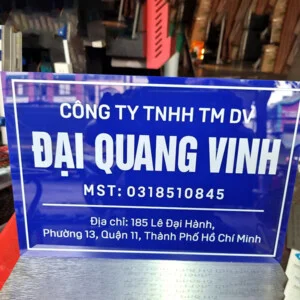 CÔNG TY TNHH TM DV
ĐẠI QUANG VINH
MST: 0318510845
Địa chỉ: 185 Lê Đại Hành,
Phường 13, Quận 11, Thành Phố Hồ Chí Minh